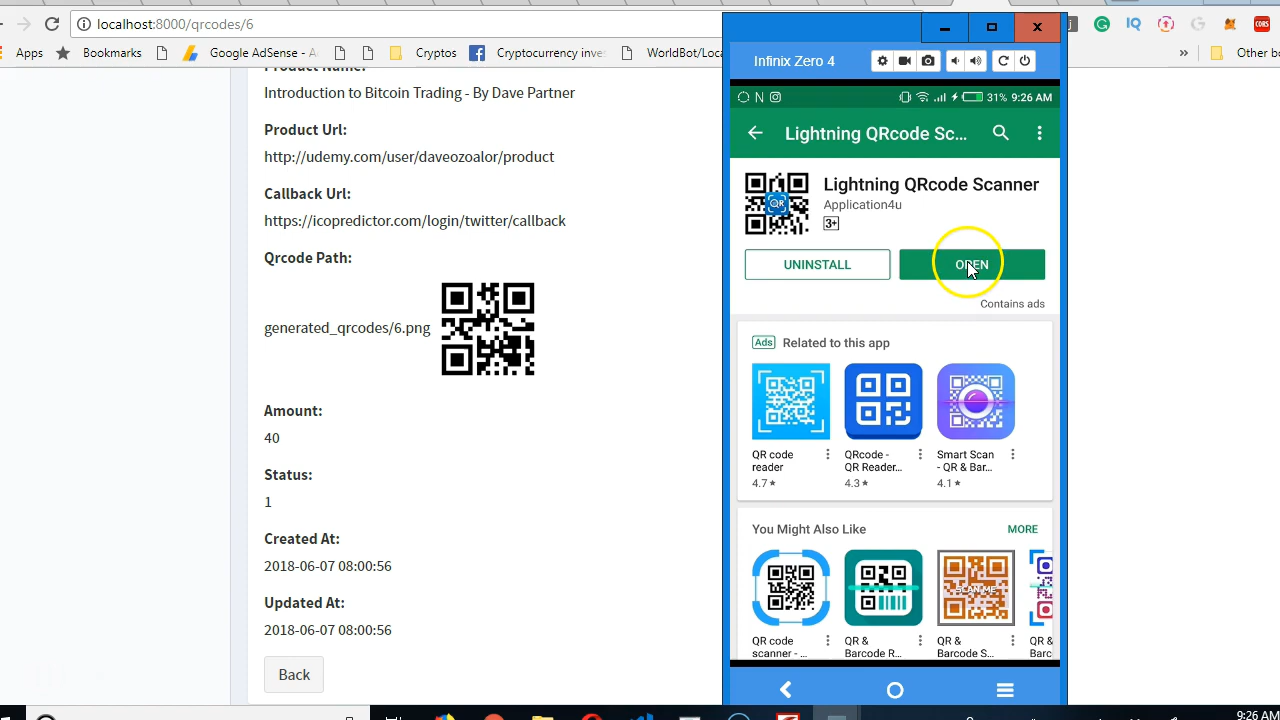 localhost:8000/qrcodes/6
Apps
Bookmarks
Google AdSense - A
Cryptos
Cryptocurrency inve
WorldBot/Loca
»
Other b
Product Name:
Introduction to Bitcoin Trading - By Dave Partner
Product Url:
http://udemy.com/user/daveozoalor/product
Callback Url:
https://icopredictor.com/login/twitter/callback
Qrcode Path:
generated_qrcodes/6.png
Amount:
40
Status:
1
Created At:
2018-06-07 08:00:56
Updated At:
2018-06-07 08:00:56
Back
Infinix Zero 4
31% 9:26 AM
Lightning QRcode Sc...
Lightning QRcode Scanner
Application4u
3+
UNINSTALL
OPEN
Contains ads
Ads Related to this app
QR code reader
4.7★
QRcode - QR Reader...
4.3★
Smart Scan - QR & Bar...
4.1★
You Might Also Like
MORE
SCAN ME
QR code scanner - ...
QR & Barcode R...
QR & Barcode S...
QR & Barc
9:26 AM